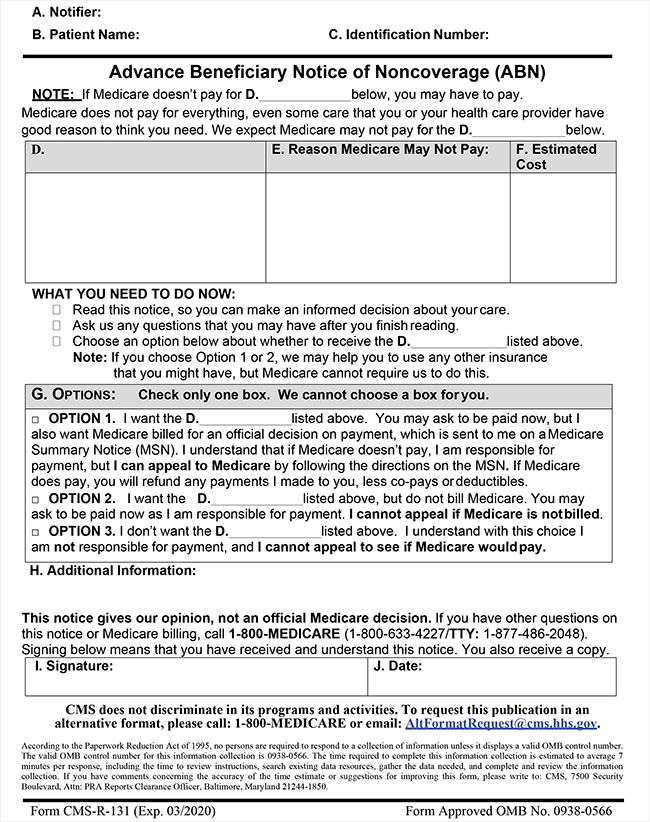 A. Notifier:
B. Patient Name: C. Identification Number:
Advance Beneficiary Notice of Noncoverage (ABN)
NOTE: If Medicare doesn't pay for D.____________below, you may have to pay.
Medicare does not pay for everything, even some care that you or your health care provider have
good reason to think you need. We expect Medicare may not pay for the D.____________below.
D. E. Reason Medicare May Not Pay: F. Estimated
Cost
WHAT YOU NEED TO DO NOW:
Read this notice, so you can make an informed decision about your care.
Ask us any questions that you may have after you finish reading.
Choose an option below about whether to receive the D.____________listed above.
Note: If you choose Option 1 or 2, we may help you to use any other insurance
that you might have, but Medicare cannot require us to do this.
G. OPTIONS: Check only one box. We cannot choose a box for you.
□ OPTION 1. I want the D.____________listed above. You may ask to be paid now, but I
also want Medicare billed for an official decision on payment, which is sent to me on a Medicare
Summary Notice (MSN). I understand that if Medicare doesn't pay, I am responsible for
payment, but I can appeal to Medicare by following the directions on the MSN. If Medicare
does pay, you will refund any payments I made to you, less co-pays or deductibles.
□ OPTION 2. I want the D.____________listed above, but do not bill Medicare. You may
ask to be paid now as I am responsible for payment. I cannot appeal if Medicare is not billed.
□ OPTION 3. I don't want the D.____________listed above. I understand with this choice I
am not responsible for payment, and I cannot appeal to see if Medicare would pay.
H. Additional Information:
This notice gives our opinion, not an official Medicare decision. If you have other questions on
this notice or Medicare billing, call 1-800-MEDICARE (1-800-633-4227/TTY: 1-877-486-2048).
Signing below means that you have received and understand this notice. You also receive a copy.
I. Signature: J. Date:
CMS does not discriminate in its programs and activities. To request this publication in an
alternative format, please call: 1-800-MEDICARE or email: AltFormatRequest@cms.hhs.gov.
According to the Paperwork Reduction Act of 1995, no persons are required to respond to a collection of information unless it displays a valid OMB control number.
The valid OMB control number for this information collection is 0938-0566. The time required to complete this information collection is estimated to average 7
minutes per response, including the time to review instructions, search existing data resources, gather the data needed, and complete and review the information
collection. If you have comments concerning the accuracy of the time estimate or suggestions for improving this form, please write to: CMS, 7500 Security
Boulevard, Attn: PRA Reports Clearance Officer, Baltimore, Maryland 21244-1850.
Form CMS-R-131 (Exp. 03/2020) Form Approved OMB No. 0938-0566